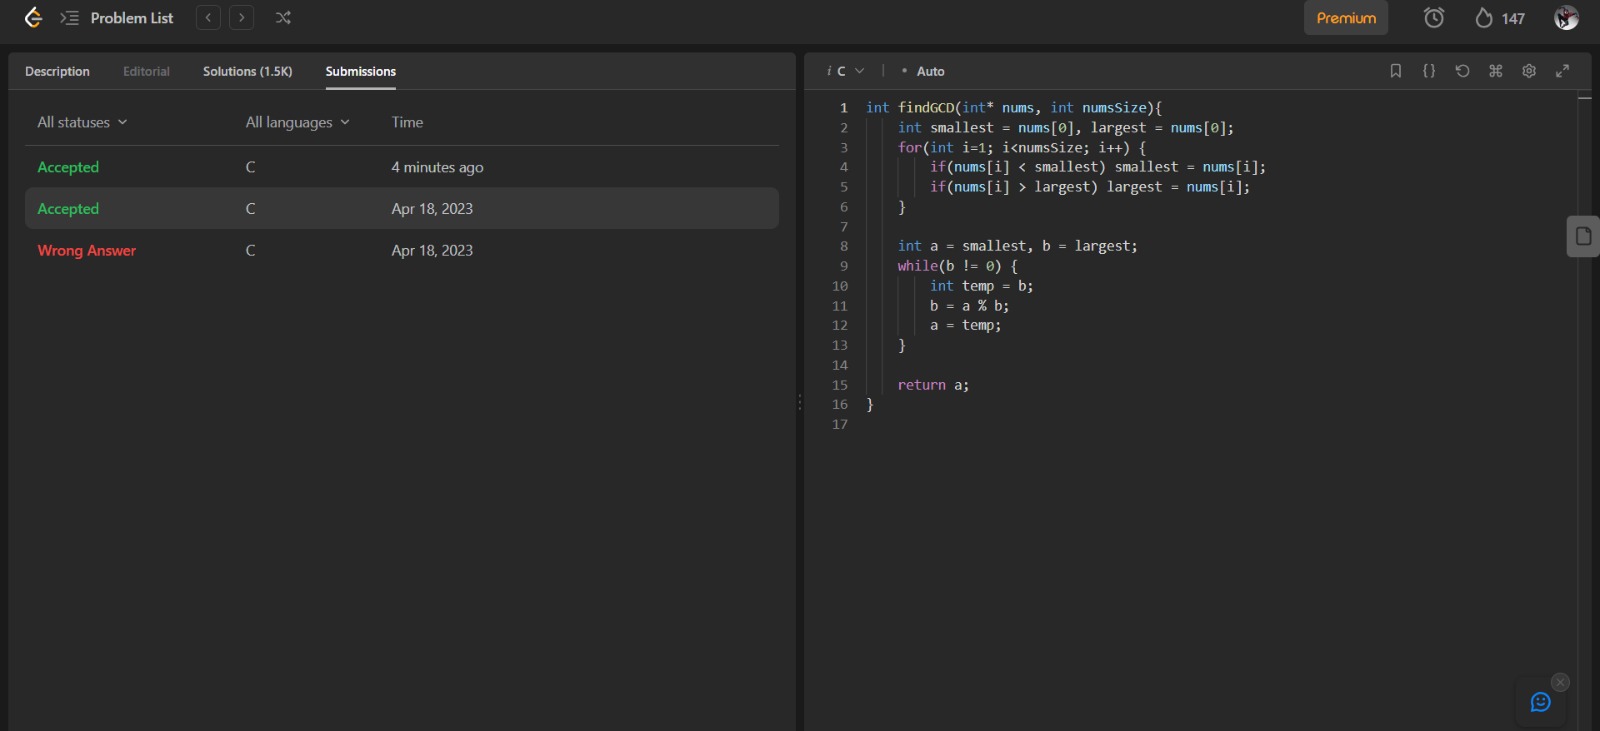 Problem List
Premium
147
Description Editorial Solutions (1.5K) Submissions
All statuses All languages Time
Accepted C 4 minutes ago
Accepted C Apr 18, 2023
Wrong Answer C Apr 18, 2023
i C • Auto
{}
1 int findGCD(int* nums, int numsSize){
2     int smallest = nums[0], largest = nums[0];
3     for(int i=1; i<numsSize; i++) {
4         if(nums[i] < smallest) smallest = nums[i];
5         if(nums[i] > largest) largest = nums[i];
6     }
7
8     int a = smallest, b = largest;
9     while(b != 0) {
10         int temp = b;
11         b = a % b;
12         a = temp;
13     }
14
15     return a;
16 }
17